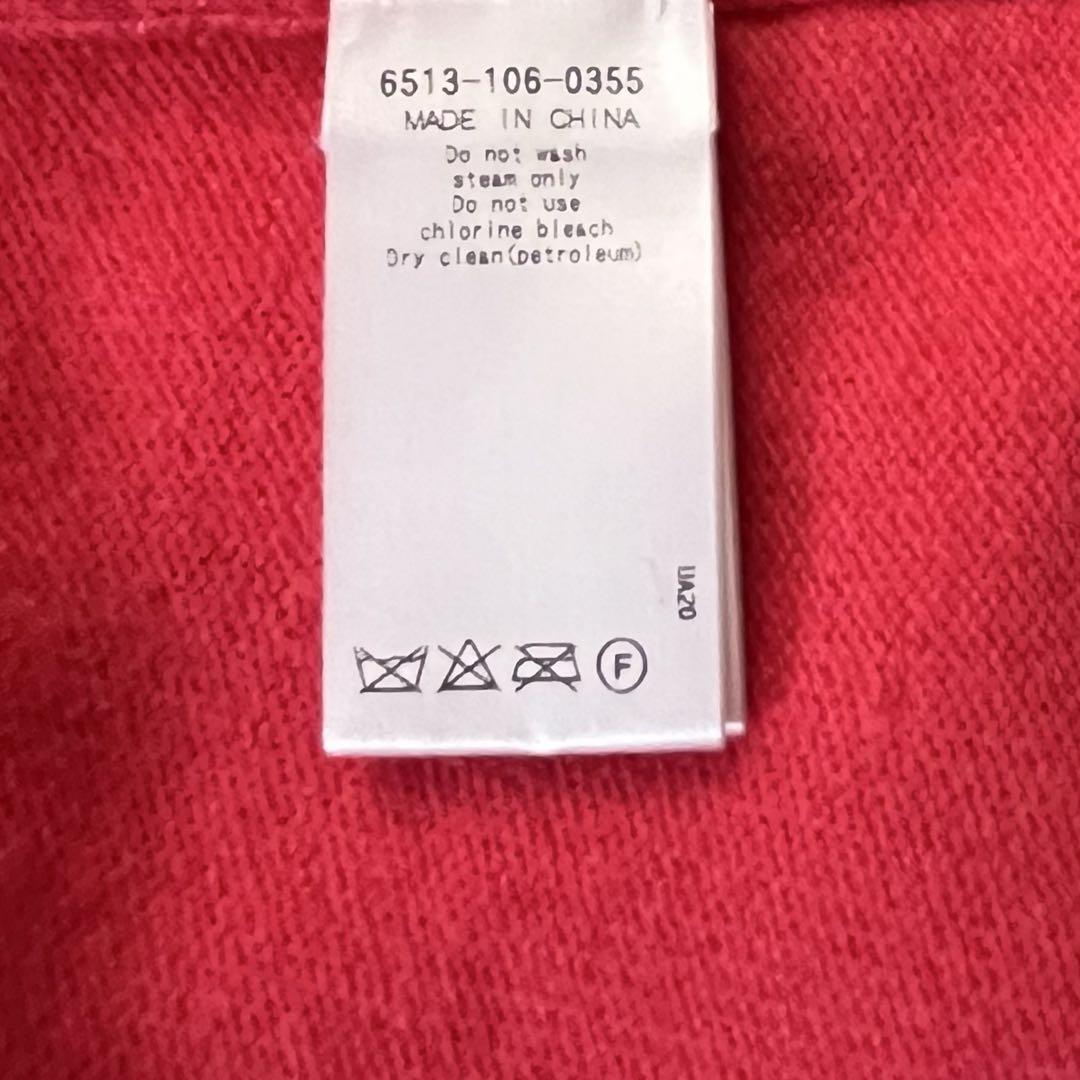 6513-106-0355
MADE IN CHINA
Do not wash
steam only
Do not use
chlorine bleach
Dry clean(petroleum)
UA20
F